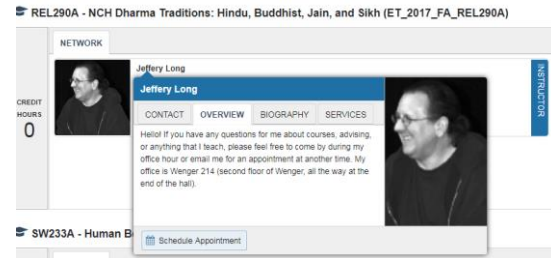 REL290A - NCH Dharma Traditions: Hindu, Buddhist, Jain, and Sikh (ET_2017_FA_REL290A)
NETWORK
Jeffery Long
Jeffery Long
CONTACT OVERVIEW BIOGRAPHY SERVICES
Hello! If you have any questions for me about courses, advising,
or anything that I teach, please feel free to come by during my
office hour or email me for an appointment at another time. My
office is Wenger 214 (second floor of Wenger, all the way at the
end of the hall).
Schedule Appointment
INSTRUCTOR
CREDIT
HOURS
0
SW233A - Human B